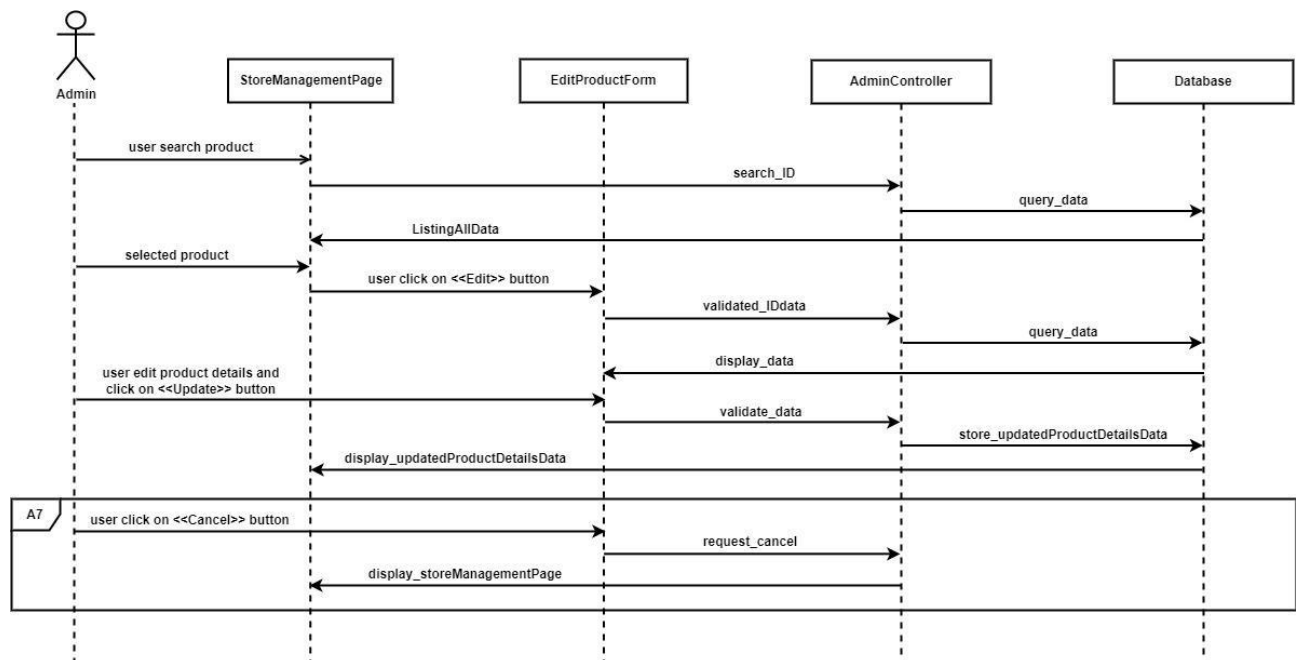 Admin
StoreManagementPage
EditProductForm
AdminController
Database
user search product
search_ID
query_data
ListingAllData
selected product
user click on <<Edit>> button
validated_IDdata
query_data
display_data
user edit product details and
click on <<Update>> button
validate_data
store_updatedProductDetailsData
display_updatedProductDetailsData
A7
user click on <<Cancel>> button
request_cancel
display_storeManagementPage